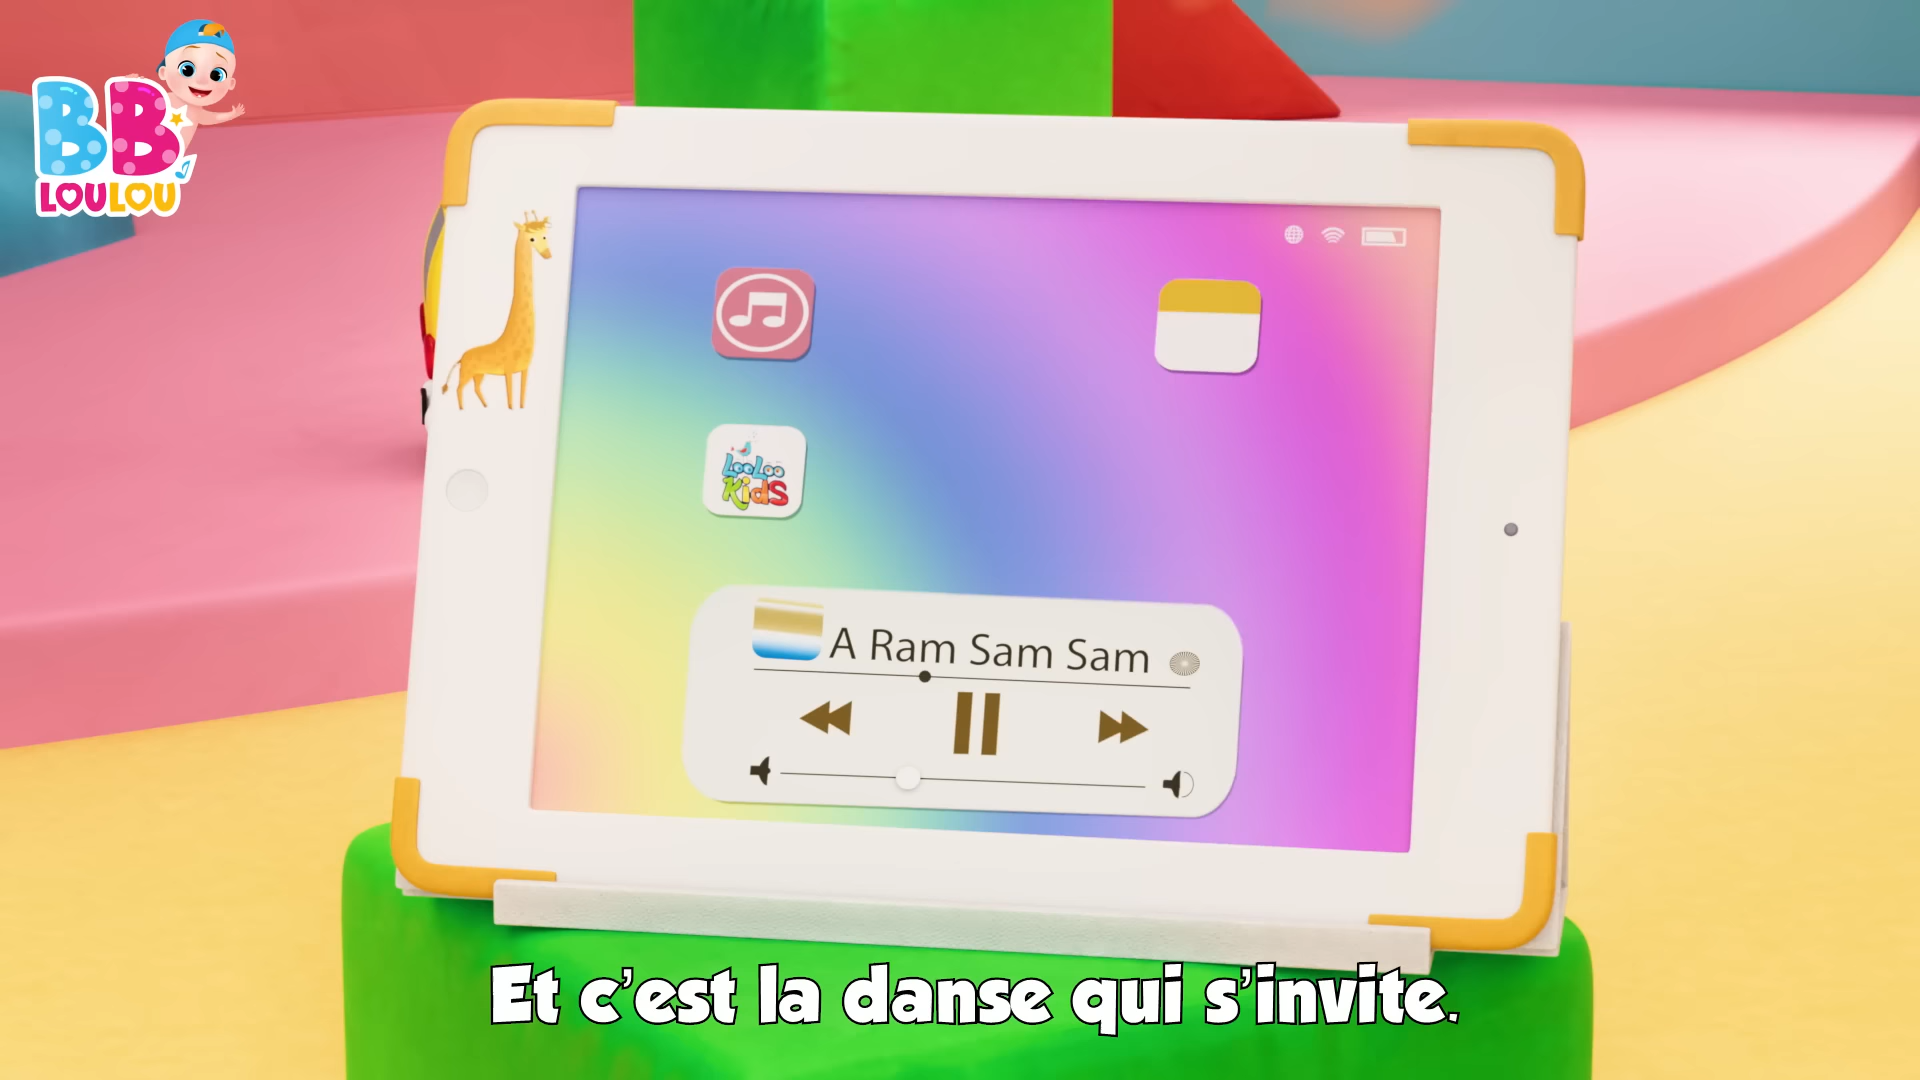 BB
LOULOU
LooLoo
Kids
A Ram Sam Sam
Et c'est la danse qui s'invite.